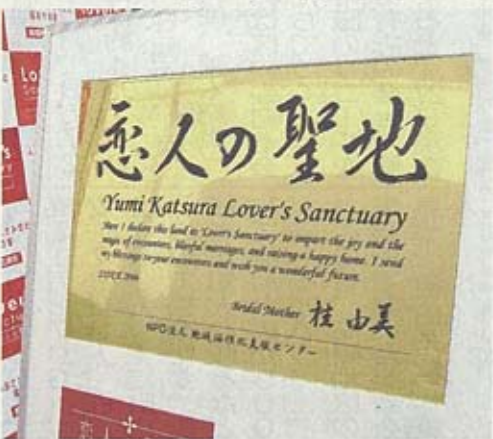 恋人の聖地
Yumi Katsura Lover's Sanctuary
Here I declare this land as 'Lover's Sanctuary' to impart the joy and the
magic of encounters, blissful marriages, and raising a happy home. I send
my blessings to your encounters and wish you a wonderful future.
SINCE 2006
Bridal Mother 桂 由美
NPO法人 地域活性化支援センター